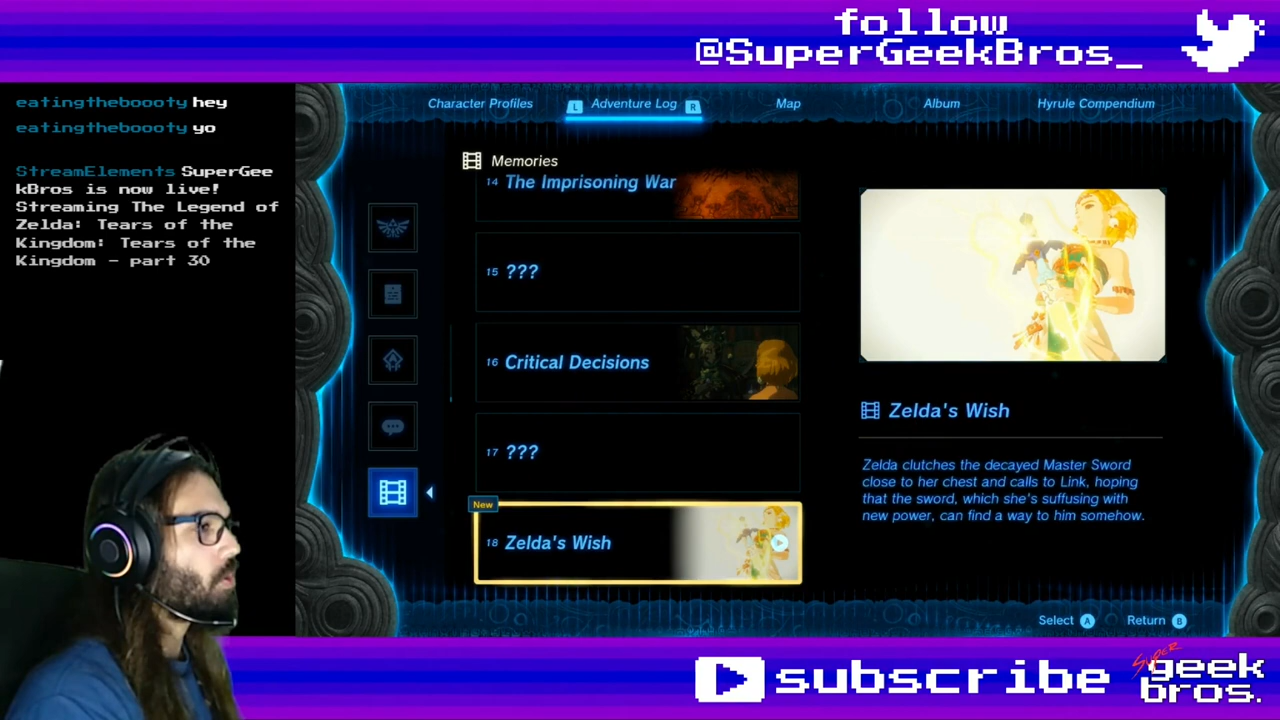 follow
@SuperGeekBros_
eatingtheboooty hey
eatingtheboooty yo
StreamElements SuperGee
kBros is now live!
Streaming The Legend of
Zelda: Tears of the
Kingdom: Tears of the
Kingdom - part 30
Character Profiles
L Adventure Log R
Map
Album
Hyrule Compendium
Memories
14 The Imprisoning War
15 ???
16 Critical Decisions
17 ???
New
18 Zelda's Wish
Zelda's Wish
Zelda clutches the decayed Master Sword
close to her chest and calls to Link, hoping
that the sword, which she's suffusing with
new power, can find a way to him somehow.
Select A Return B
subscribe
Super
geek
bros.